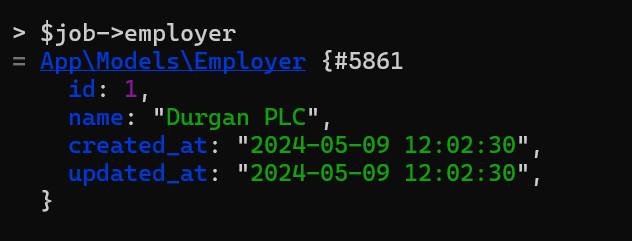 > $job->employer
= App\Models\Employer {#5861
id: 1,
name: "Durgan PLC",
created_at: "2024-05-09 12:02:30",
updated_at: "2024-05-09 12:02:30",
}